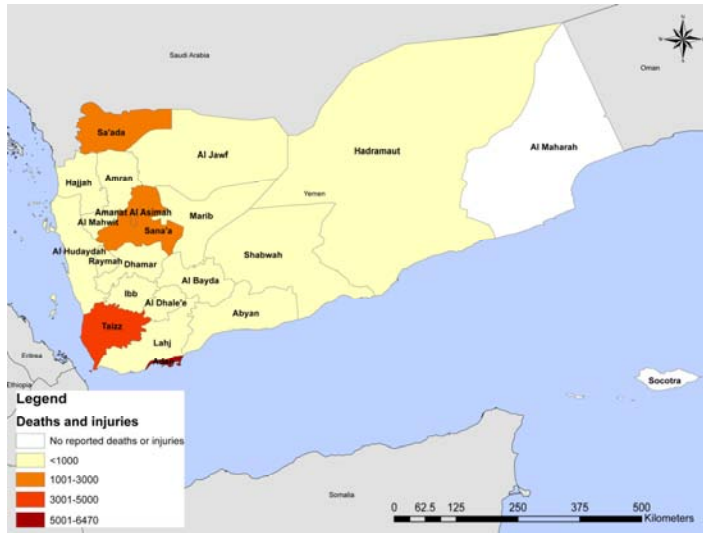 N
Saudi Arabia
Oman
Sa'ada
Al Jawf
Hadramaut
Al Maharah
Hajjah
Amran
Yemen
Amanat Al Asimah
Marib
Al Mahwit
Sana'a
Al Hudaydah
Shabwah
Raymah
Dhamar
Al Bayda
Ibb
Al Dhale'e
Abyan
Taizz
Lahj
Eritrea
Ethiopia
Socotra
Legend
Deaths and injuries
No reported deaths or injuries
<1000
1001-3000
3001-5000
5001-6470
Somalia
0 62.5 125 250 375 500
Kilometers